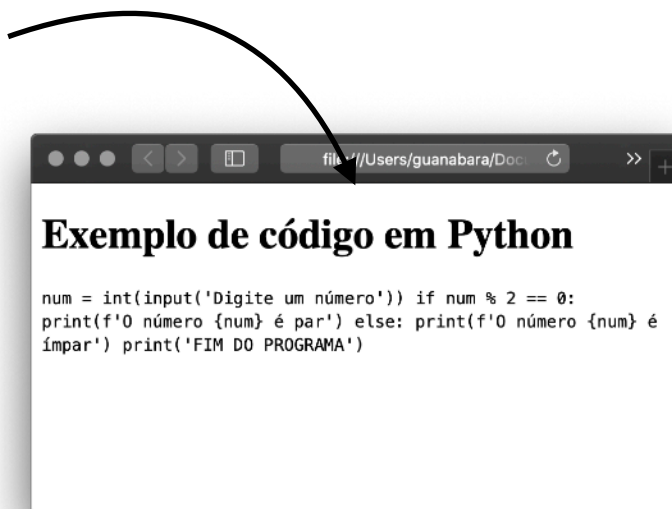 file:///Users/guanabara/Docu
Exemplo de código em Python
num = int(input('Digite um número')) if num % 2 == 0:
print(f'O número {num} é par') else: print(f'O número {num} é
ímpar') print('FIM DO PROGRAMA')